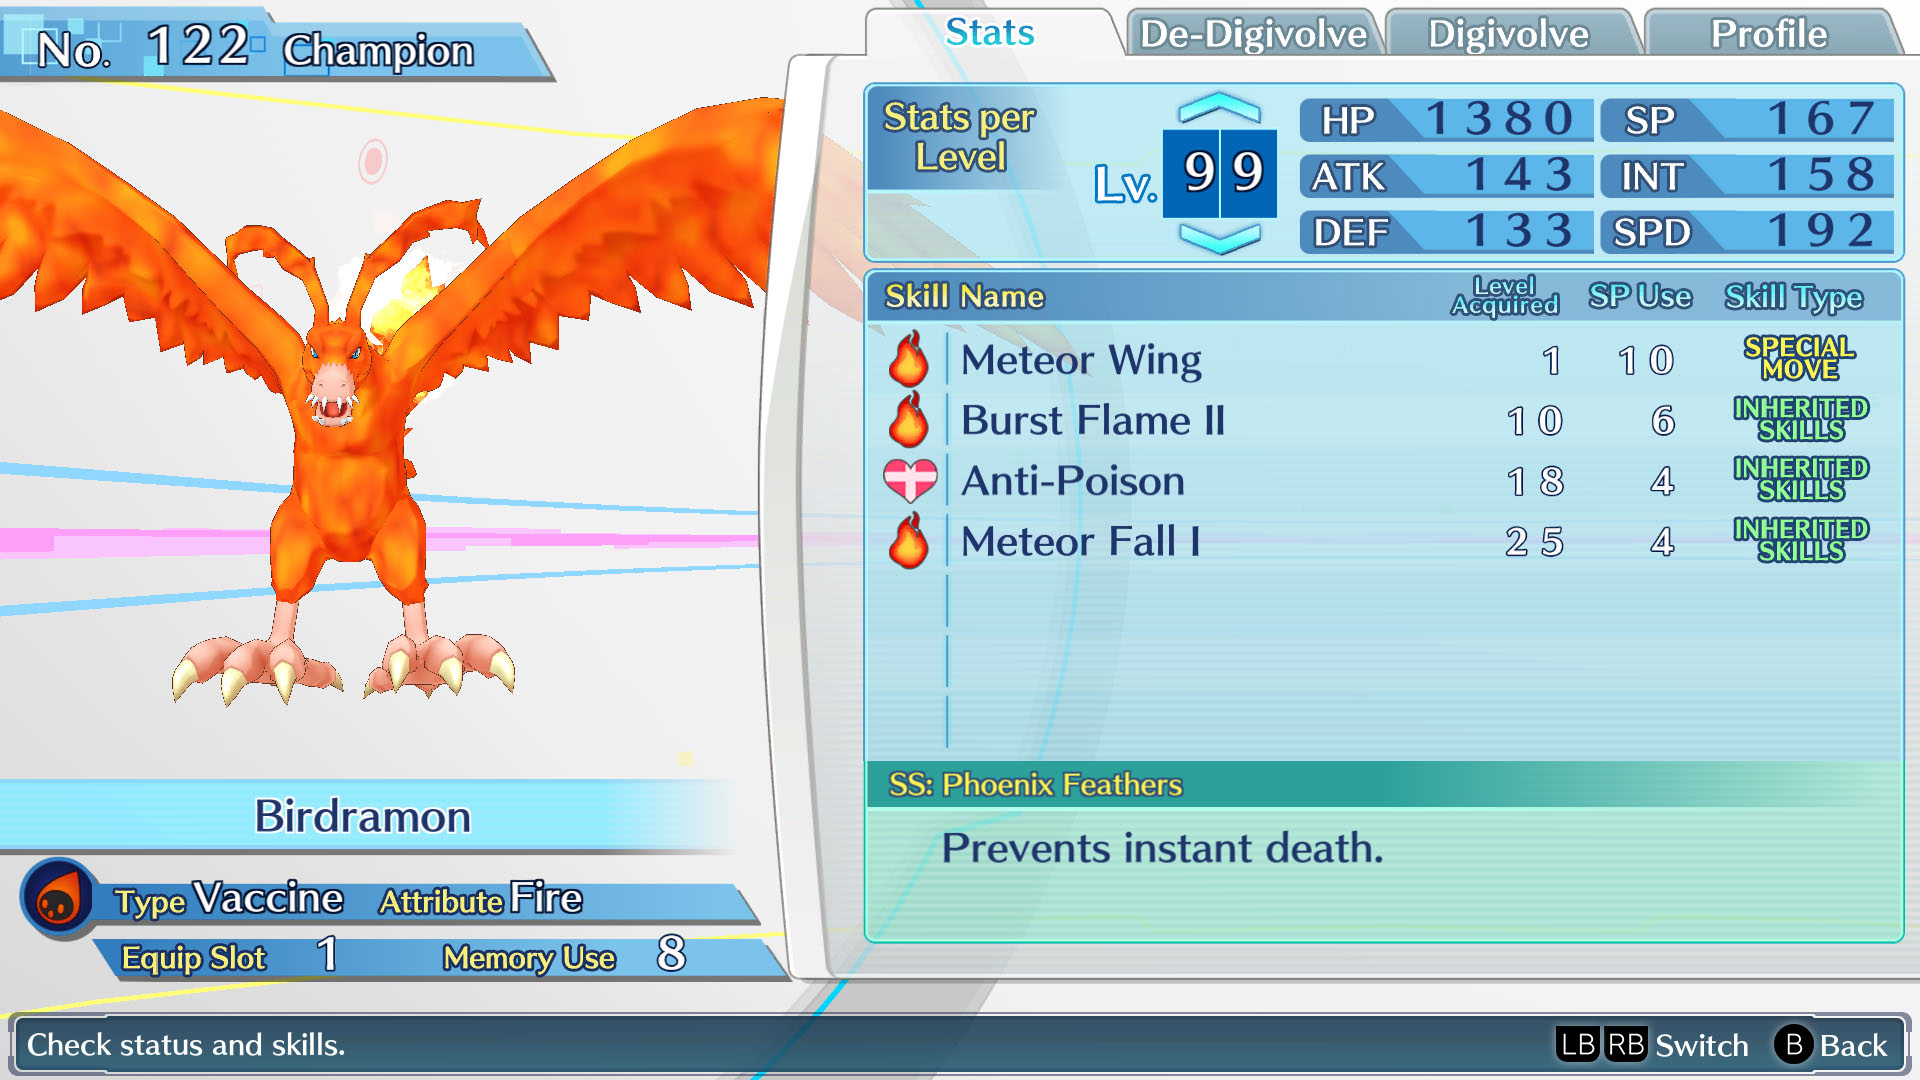 No. 122 Champion
Stats
De-Digivolve
Digivolve
Profile
Stats per
Level
Lv. 99
HP 1380
SP 167
ATK 143
INT 158
DEF 133
SPD 192
Skill Name
Level
Acquired
SP Use
Skill Type
Meteor Wing 1 10 SPECIAL
MOVE
Burst Flame II 10 6 INHERITED
SKILLS
Anti-Poison 18 4 INHERITED
SKILLS
Meteor Fall I 25 4 INHERITED
SKILLS
SS: Phoenix Feathers
Prevents instant death.
Birdramon
Type Vaccine Attribute Fire
Equip Slot 1 Memory Use 8
Check status and skills.
LB RB Switch B Back